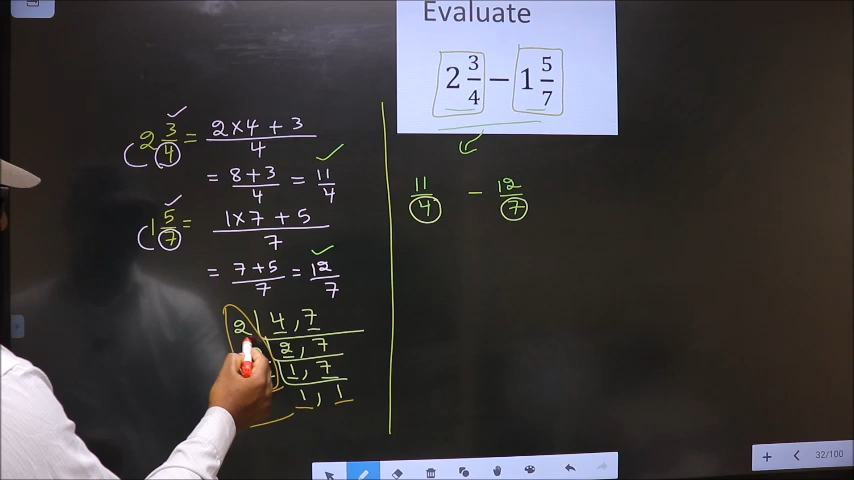 Evaluate
2 3/4 − 1 5/7
2 3/4 = 2×4+3/4
= 8+3/4 = 11/4
1 5/7 = 1×7+5/7
= 7+5/7 = 12/7
11/4 − 12/7
2 | 4, 7
2, 7
1, 7
1, 1
32/100